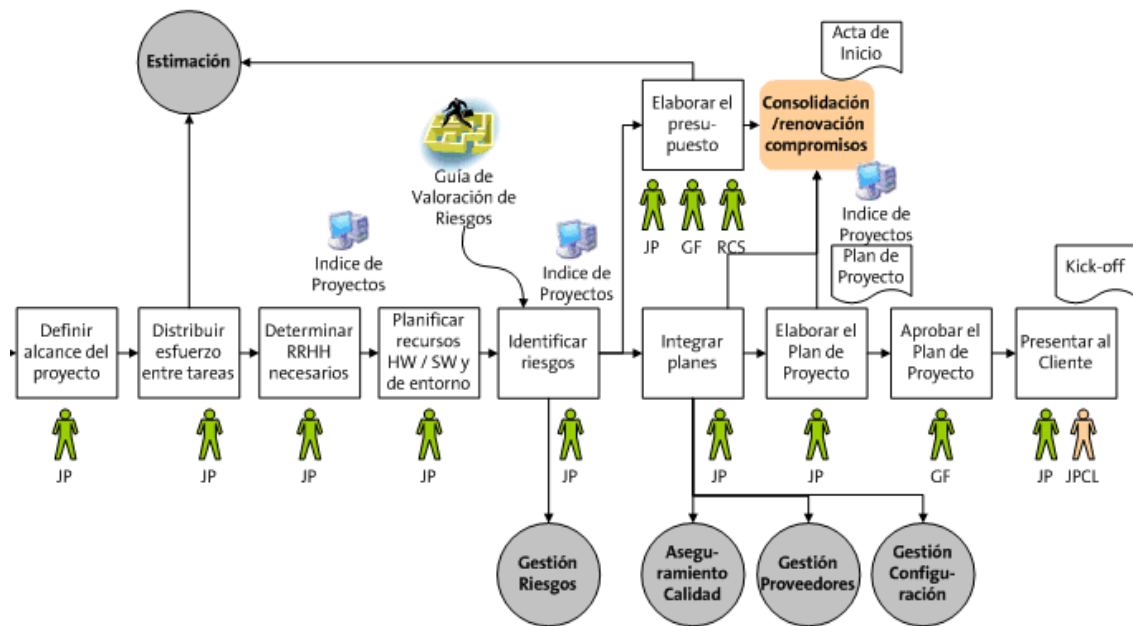 Estimación
Acta de
Inicio
Elaborar el
presu-
puesto
Consolidación
/renovación
compromisos
Guía de
Valoración de
Riesgos
JP
GF
RCS
Indice de
Proyectos
Indice de
Proyectos
Indice de
Proyectos
Plan de
Proyecto
Kick-off
Definir
alcance del
proyecto
Distribuir
esfuerzo
entre tareas
Determinar
RRHH
necesarios
Planificar
recursos
HW / SW y
de entorno
Identificar
riesgos
Integrar
planes
Elaborar el
Plan de
Proyecto
Aprobar el
Plan de
Proyecto
Presentar al
Cliente
JP
JP
JP
JP
JP
JP
JP
GF
JP
JPCL
Gestión
Riesgos
Asegu-
ramiento
Calidad
Gestión
Proveedores
Gestión
Configu-
ración